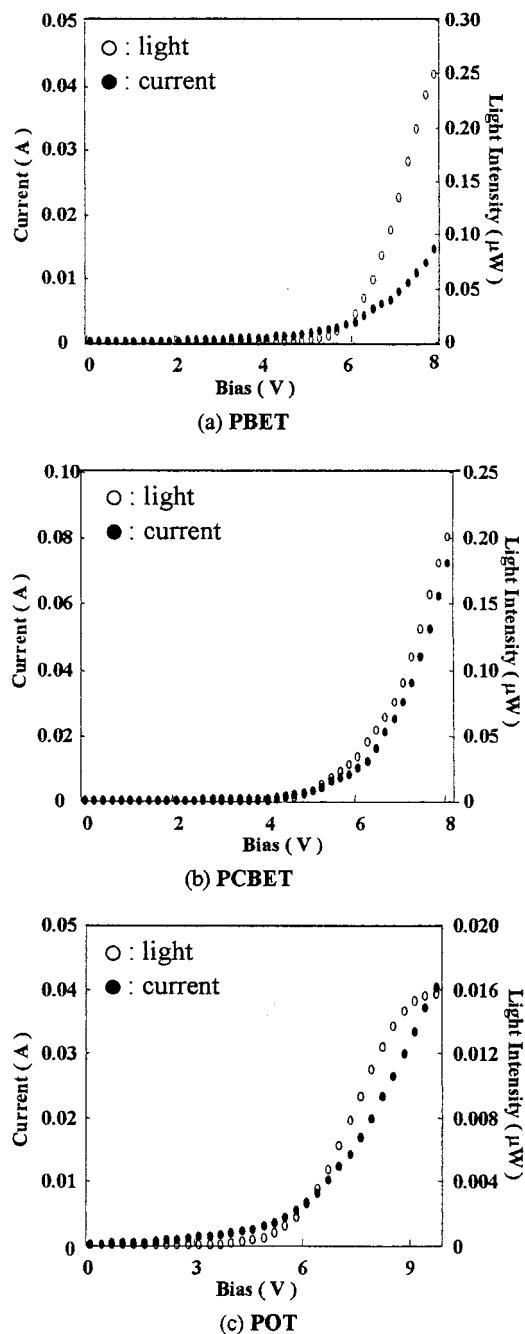 0.05
0.04
0.03
0.02
0.01
0
Current ( A )
○ : light
● : current
0.30
0.25
0.20
0.15
0.10
0.05
0
Light Intensity ( μW )
0 2 4 6 8
Bias ( V )
(a) PBET
0.10
0.08
0.06
0.04
0.02
0
Current ( A )
○ : light
● : current
0.25
0.20
0.15
0.10
0.05
0
Light Intensity ( μW )
0 2 4 6 8
Bias ( V )
(b) PCBET
0.05
0.04
0.03
0.02
0.01
0
Current ( A )
○ : light
● : current
0.020
0.016
0.012
0.008
0.004
0
Light Intensity ( μW )
0 3 6 9
Bias ( V )
(c) POT